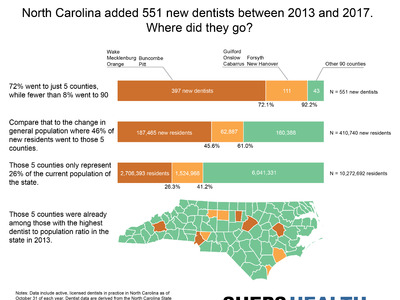 North Carolina added 551 new dentists between 2013 and 2017.
Where did they go?
Wake
Mecklenburg
Orange
Buncombe
Pitt
Guilford
Onslow
Cabarrus
Forsyth
New Hanover
Other 90 counties
72% went to just 5 counties,
while fewer than 8% went to 90
397 new dentists
111
43
N = 551 new dentists
72.1%
92.2%
Compare that to the change in
general population where 46% of
new residents went to those 5
counties.
187,465 new residents
62,887
160,388
N = 410,740 new residents
45.6%
61.0%
Those 5 counties only represent
26% of the current population of
the state.
2,706,393 residents
1,524,968
6,041,331
N = 10,272,692 residents
26.3%
41.2%
Those 5 counties were already
among those with the highest
dentist to population ratio in the
state in 2013.
Notes: Data include active, licensed dentists in practice in North Carolina as of
October 31 of each year. Dentist data are derived from the North Carolina State